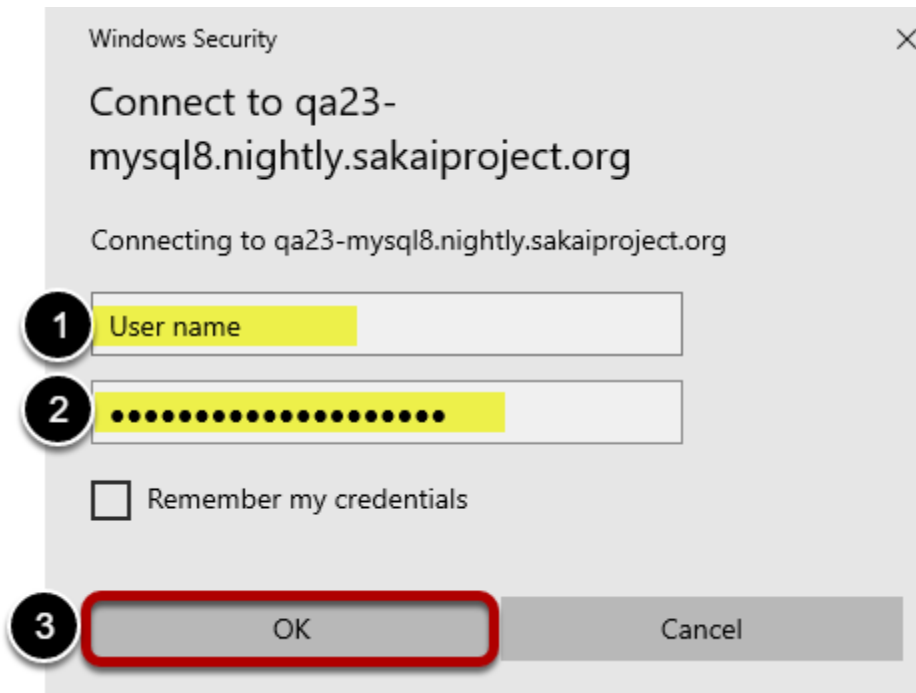 Windows Security
Connect to qa23-
mysql8.nightly.sakaiproject.org
Connecting to qa23-mysql8.nightly.sakaiproject.org
1 User name
2 ••••••••••••••••••••
Remember my credentials
3 OK Cancel